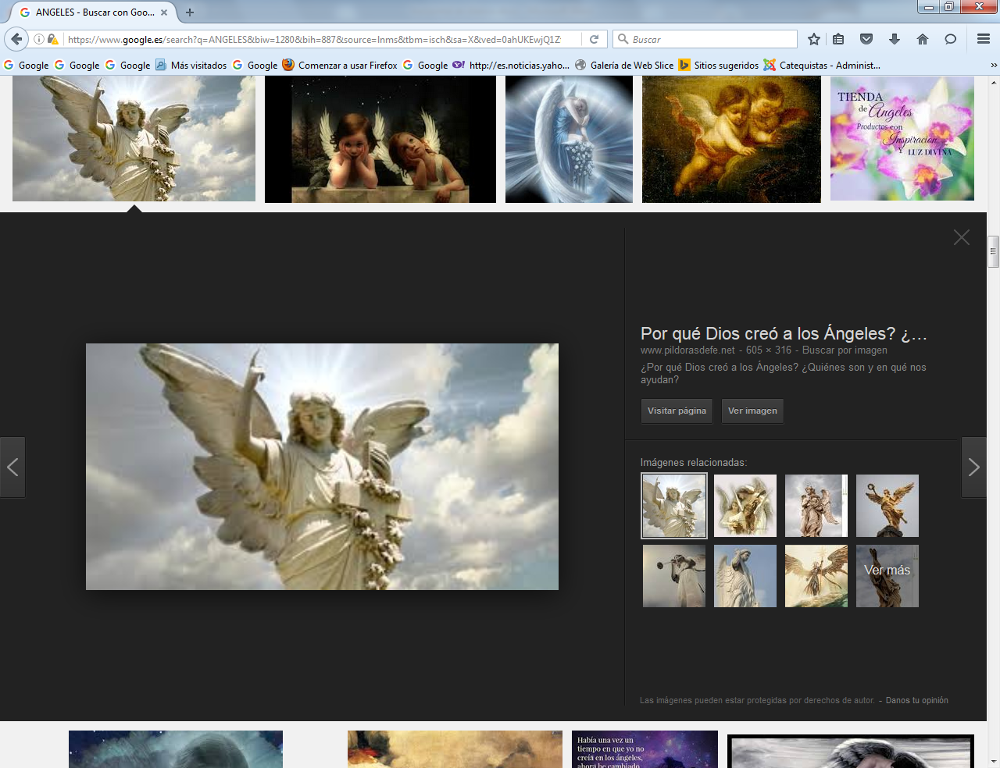 ANGELES - Buscar con Goo...
https://www.google.es/search?q=ANGELES&biw=1280&bih=887&source=lnms&tbm=isch&sa=X&ved=0ahUKEwjQ1Z
Buscar
Google
Google
Google
Más visitados
Google
Comenzar a usar Firefox
Google
http://es.noticias.yaho...
Galería de Web Slice
Sitios sugeridos
Catequistas - Administ...
TIENDA
de Ángeles
Productos con
Inspiracion
Y LUZ DIVINA
Por qué Dios creó a los Ángeles? ¿...
www.pildorasdefe.net - 605 × 316 - Buscar por imagen
¿Por qué Dios creó a los Ángeles? ¿Quiénes son y en qué nos
ayudan?
Visitar página
Ver imagen
Imágenes relacionadas:
Ver más
Las imágenes pueden estar protegidas por derechos de autor. - Danos tu opinión
Había una vez un
tiempo en que yo no
creía en los ángeles,
ahora he cambiado